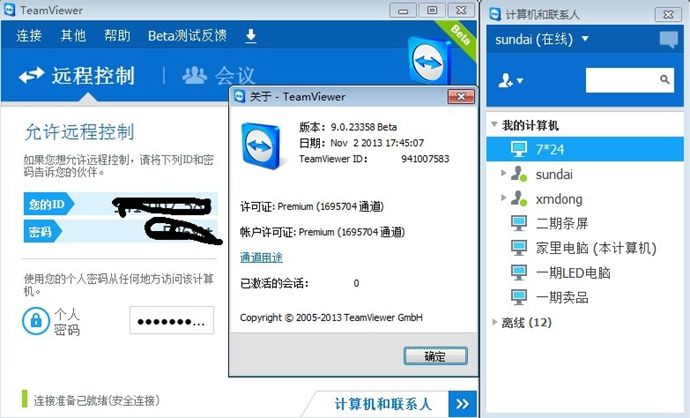 TeamViewer
连接 其他 帮助 Beta测试反馈
Beta
远程控制 会议
允许远程控制
如果您想允许远程控制，请将下列ID和密
码告诉您的伙伴。
您的ID
密码
使用您的个人密码从任何地方访问该计算
机。
个人
密码
连接准备已就绪(安全连接)
计算机和联系人
关于 - TeamViewer
版本: 9.0.23358 Beta
日期: Nov 2 2013 17:45:07
TeamViewer ID: 941007583
许可证: Premium (1695704 通道)
帐户许可证: Premium (1695704 通道)
通道用途
已激活的会话: 0
Copyright © 2005-2013 TeamViewer GmbH
确定
计算机和联系人
sundai (在线)
我的计算机
7*24
sundai
xmdong
二期条屏
家里电脑 (本计算机)
一期LED电脑
一期卖品
离线 (12)